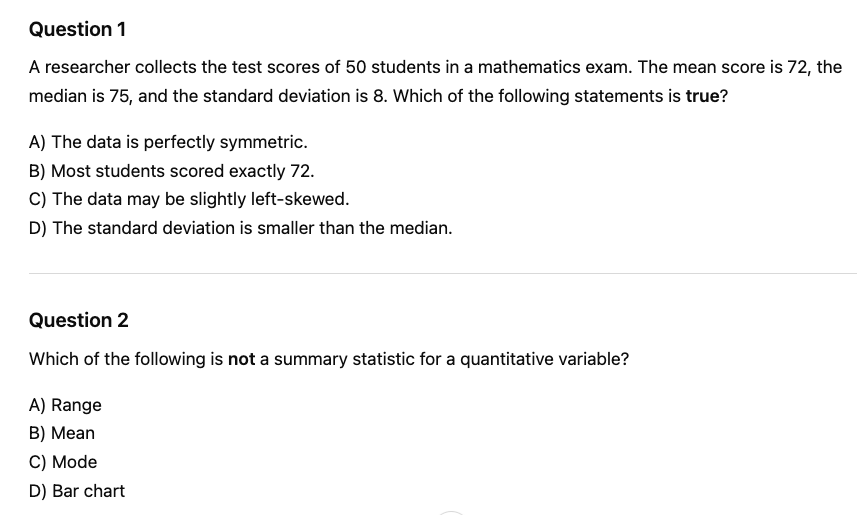 Question 1
A researcher collects the test scores of 50 students in a mathematics exam. The mean score is 72, the
median is 75, and the standard deviation is 8. Which of the following statements is true?
A) The data is perfectly symmetric.
B) Most students scored exactly 72.
C) The data may be slightly left-skewed.
D) The standard deviation is smaller than the median.
Question 2
Which of the following is not a summary statistic for a quantitative variable?
A) Range
B) Mean
C) Mode
D) Bar chart